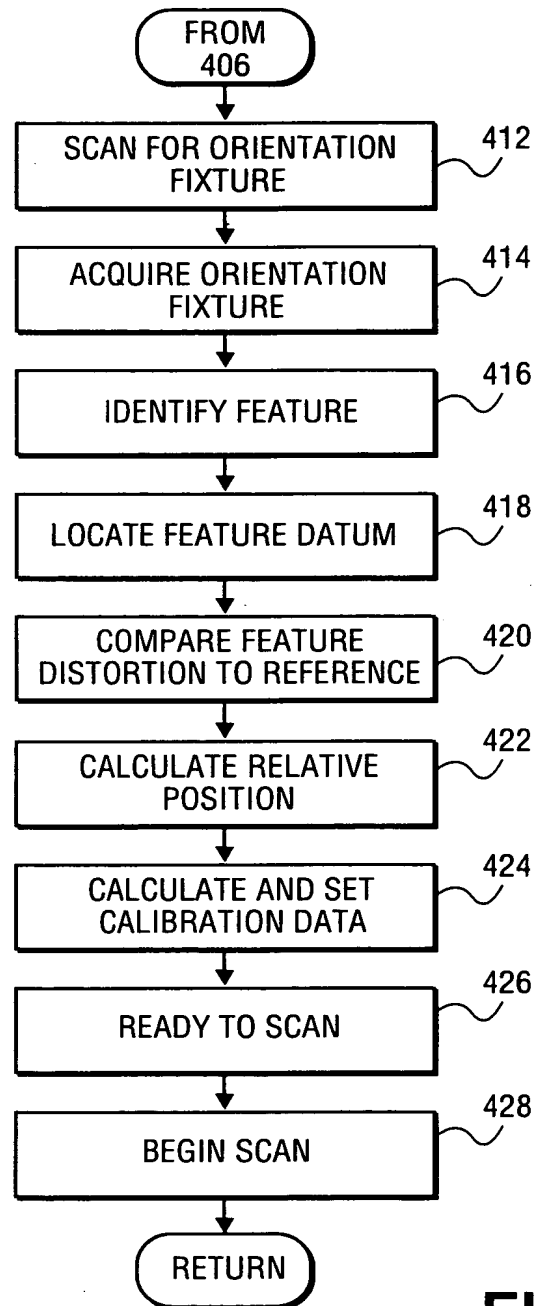 FROM
406
SCAN FOR ORIENTATION
FIXTURE
412
ACQUIRE ORIENTATION
FIXTURE
414
IDENTIFY FEATURE
416
LOCATE FEATURE DATUM
418
COMPARE FEATURE
DISTORTION TO REFERENCE
420
CALCULATE RELATIVE
POSITION
422
CALCULATE AND SET
CALIBRATION DATA
424
READY TO SCAN
426
BEGIN SCAN
428
RETURN